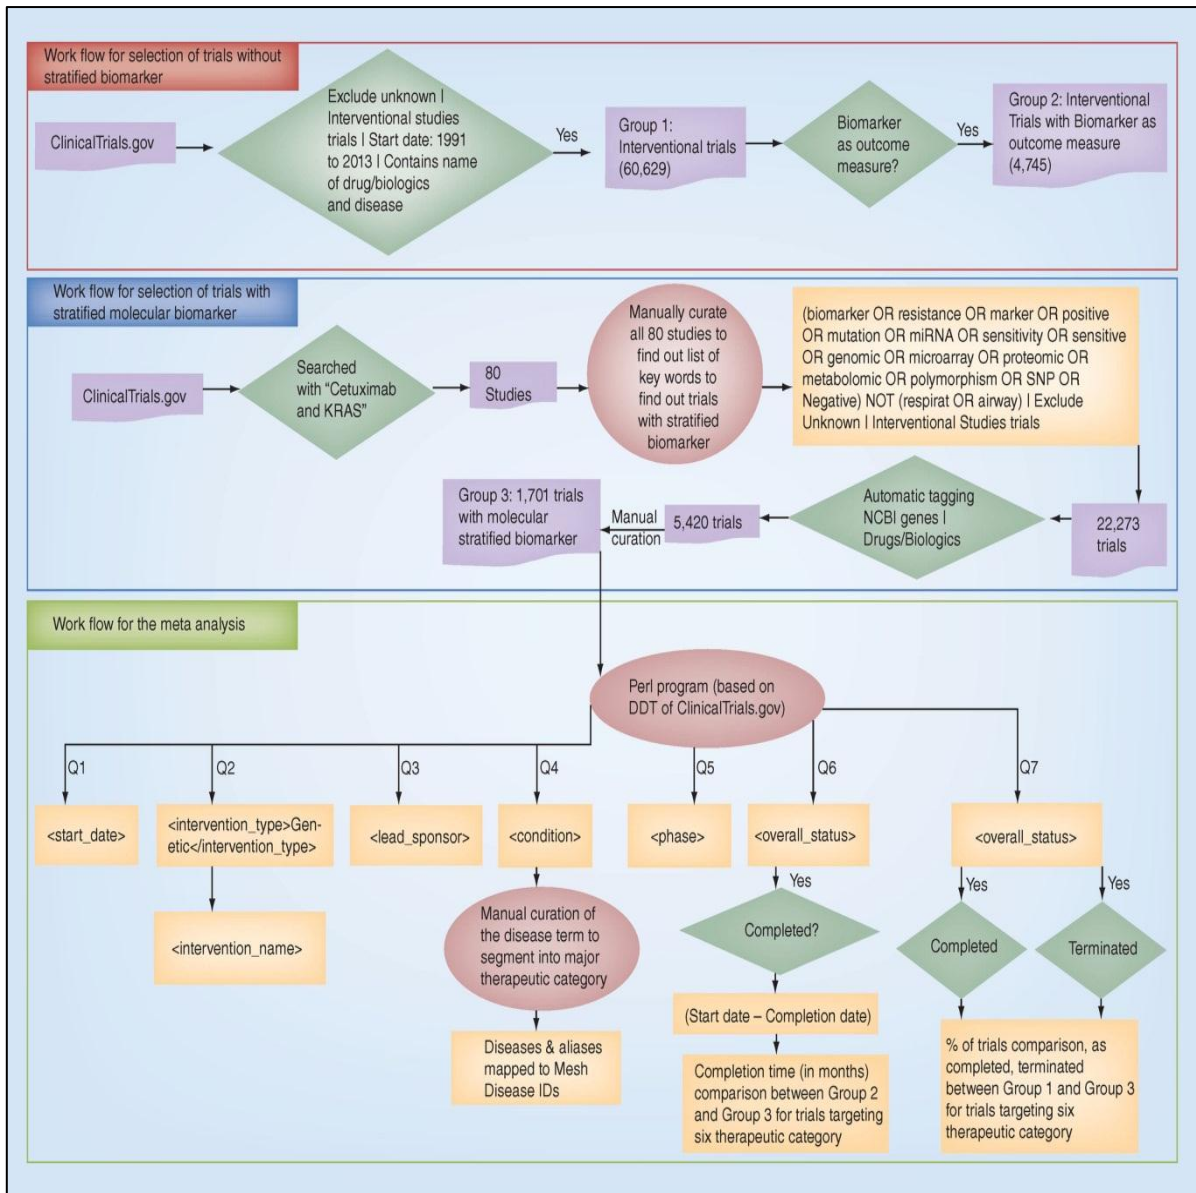 Work flow for selection of trials without
stratified biomarker
ClinicalTrials.gov
Exclude unknown |
Interventional studies
trials | Start date: 1991
to 2013 | Contains name
of drug/biologics
and disease
Yes
Group 1:
Interventional trials
(60,629)
Biomarker
as outcome
measure?
Yes
Group 2: Interventional
Trials with Biomarker as
outcome measure
(4,745)
Work flow for selection of trials with
stratified molecular biomarker
ClinicalTrials.gov
Searched
with “Cetuximab
and KRAS”
80
Studies
Manually curate
all 80 studies to
find out list of
key words to
find out trials
with stratified
biomarker
(biomarker OR resistance OR marker OR positive
OR mutation OR miRNA OR sensitivity OR sensitive
OR genomic OR microarray OR proteomic OR
metabolomic OR polymorphism OR SNP OR
Negative) NOT (respirat OR airway) | Exclude
Unknown | Interventional Studies trials
22,273
trials
Automatic tagging
NCBI genes |
Drugs/Biologics
5,420 trials
Manual
curation
Group 3: 1,701 trials
with molecular
stratified biomarker
Work flow for the meta analysis
Perl program (based on
DDT of ClinicalTrials.gov)
Q1
Q2
Q3
Q4
Q5
Q6
Q7
<start_date>
<intervention_type>Gen-
etic</intervention_type>
<lead_sponsor>
<condition>
<phase>
<overall_status>
<overall_status>
<intervention_name>
Manual curation of
the disease term to
segment into major
therapeutic category
Diseases & aliases
mapped to Mesh
Disease IDs
Yes
Completed?
(Start date – Completion date)
Completion time (in months)
comparison between Group 2
and Group 3 for trials targeting
six therapeutic category
Yes
Yes
Completed
Terminated
% of trials comparison, as
completed, terminated
between Group 1 and Group 3
for trials targeting six
therapeutic category